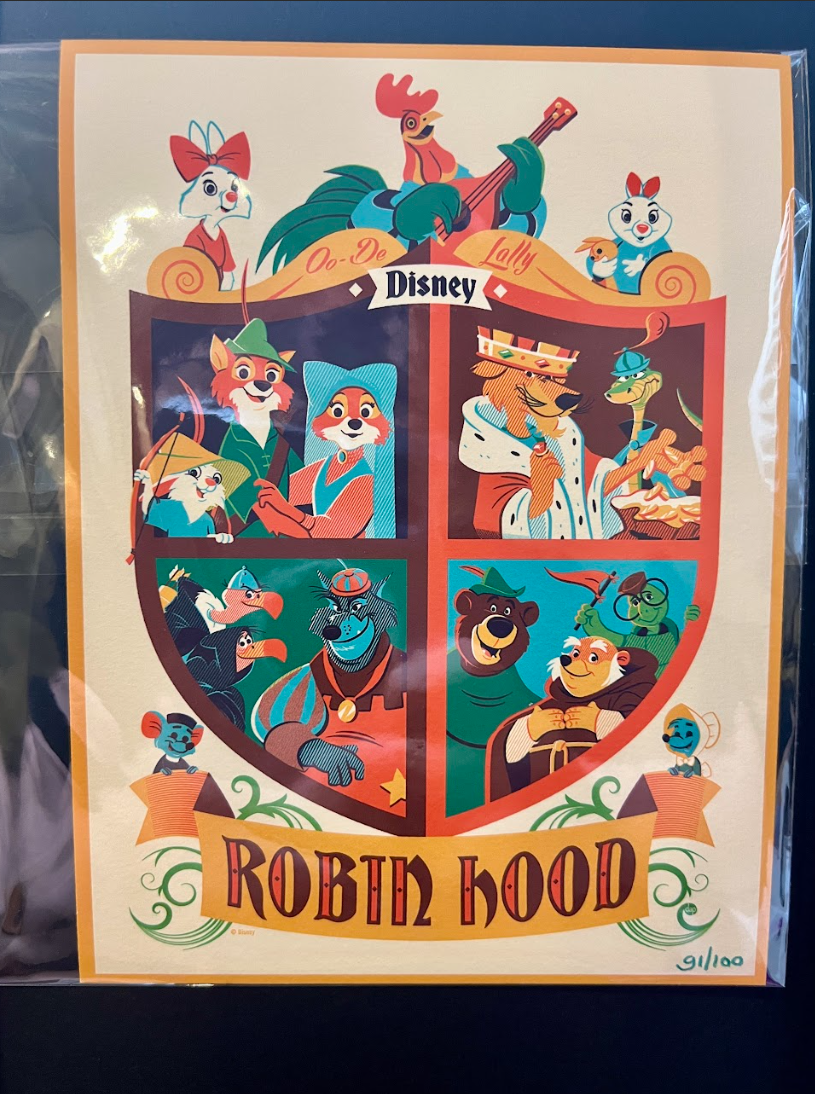 Oo-De Lally
Disney
ROBIN hOOD
© Disney
91/100